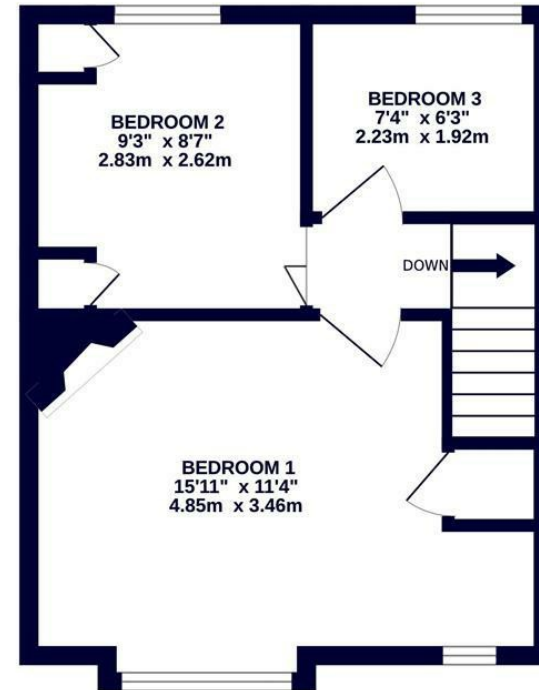 BEDROOM 2
9'3" x 8'7"
2.83m x 2.62m
BEDROOM 3
7'4" x 6'3"
2.23m x 1.92m
DOWN
BEDROOM 1
15'11" x 11'4"
4.85m x 3.46m